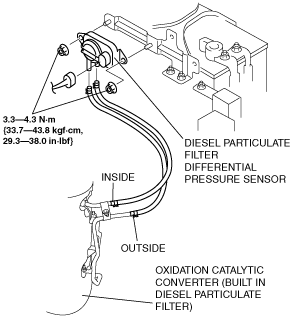 3.3—4.3 N·m
{33.7—43.8 kgf·cm,
29.3—38.0 in·lbf}
DIESEL PARTICULATE
FILTER
DIFFERENTIAL
PRESSURE SENSOR
INSIDE
OUTSIDE
OXIDATION CATALYTIC
CONVERTER (BUILT IN
DIESEL PARTICULATE
FILTER)